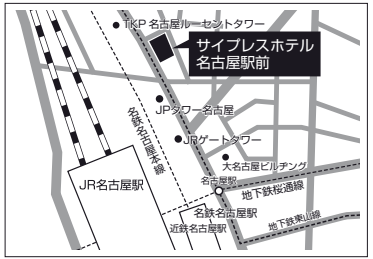 TKP 名古屋ルーセントタワー
サイプレスホテル
名古屋駅前
JPタワー名古屋
名鉄名古屋本線
JRゲートタワー
大名古屋ビルヂング
名古屋駅
JR名古屋駅
地下鉄桜通線
名鉄名古屋駅
近鉄名古屋駅
地下鉄東山線